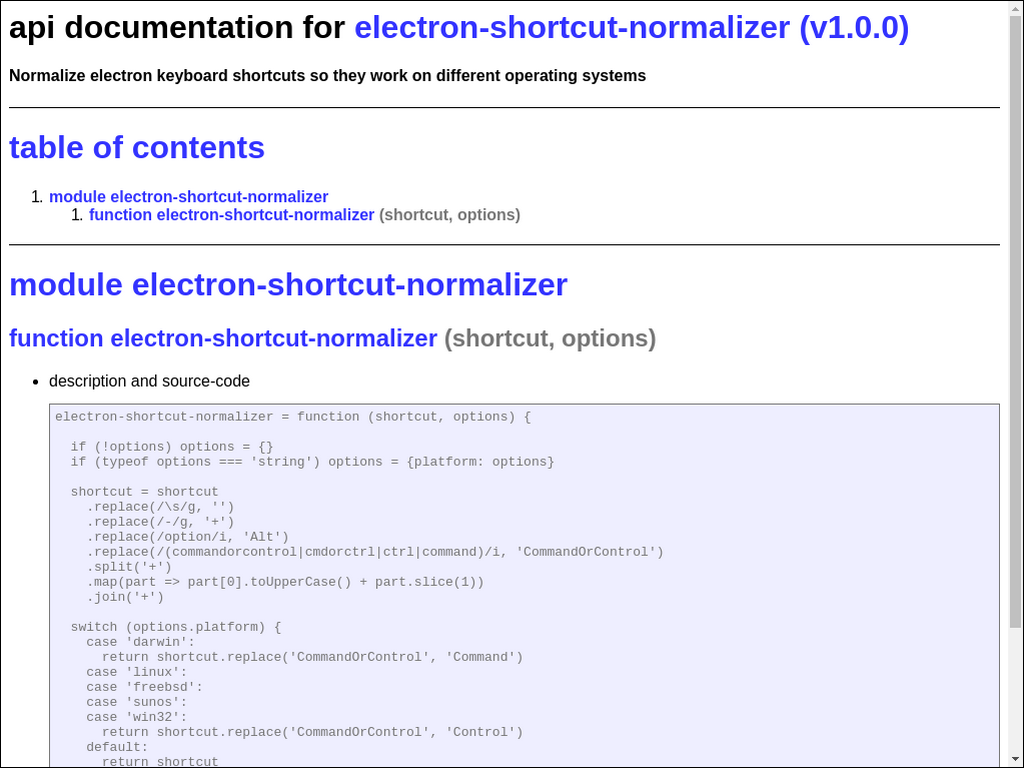 api documentation for electron-shortcut-normalizer (v1.0.0)
Normalize electron keyboard shortcuts so they work on different operating systems
table of contents
1. module electron-shortcut-normalizer
1. function electron-shortcut-normalizer (shortcut, options)
module electron-shortcut-normalizer
function electron-shortcut-normalizer (shortcut, options)
• description and source-code
electron-shortcut-normalizer = function (shortcut, options) {
if (!options) options = {}
if (typeof options === 'string') options = {platform: options}
shortcut = shortcut
.replace(/\s/g, '')
.replace(/-/g, '+')
.replace(/option/i, 'Alt')
.replace(/(commandorcontrol|cmdorctrl|ctrl|command)/i, 'CommandOrControl')
.split('+')
.map(part => part[0].toUpperCase() + part.slice(1))
.join('+')
switch (options.platform) {
case 'darwin':
return shortcut.replace('CommandOrControl', 'Command')
case 'linux':
case 'freebsd':
case 'sunos':
case 'win32':
return shortcut.replace('CommandOrControl', 'Control')
default:
return shortcut